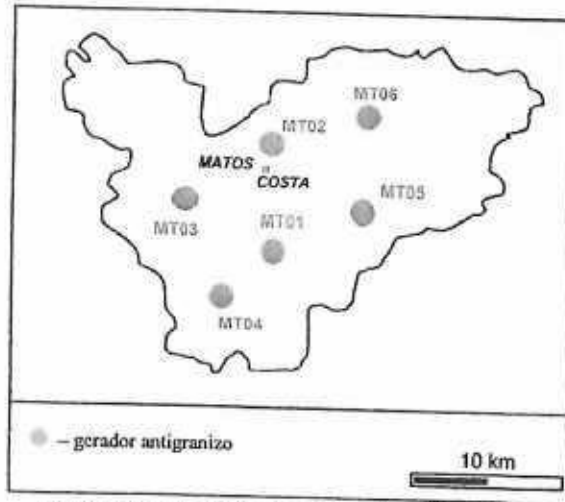 MT06
MT02
MATOS
COSTA
MT05
MT03
MT01
MT04
– gerador antigranizo
10 km